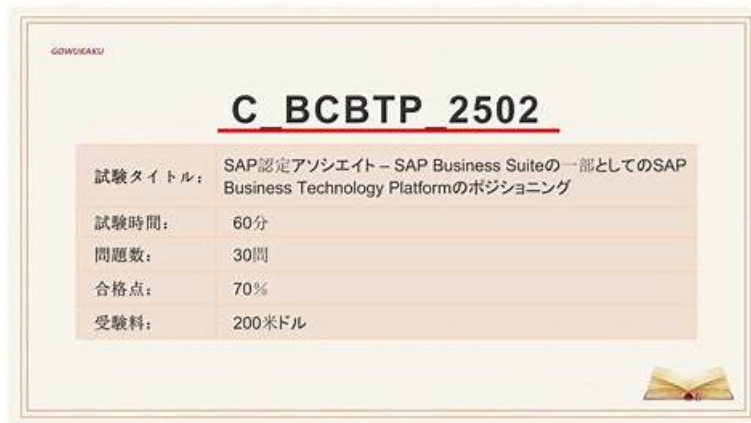 GOWUKAKU
C_BCBTP_2502
試験タイトル：
SAP認定アソシエイト – SAP Business Suiteの一部としてのSAP
Business Technology Platformのポジショニング
試験時間：
60分
問題数：
30問
合格点：
70%
受験料：
200米ドル